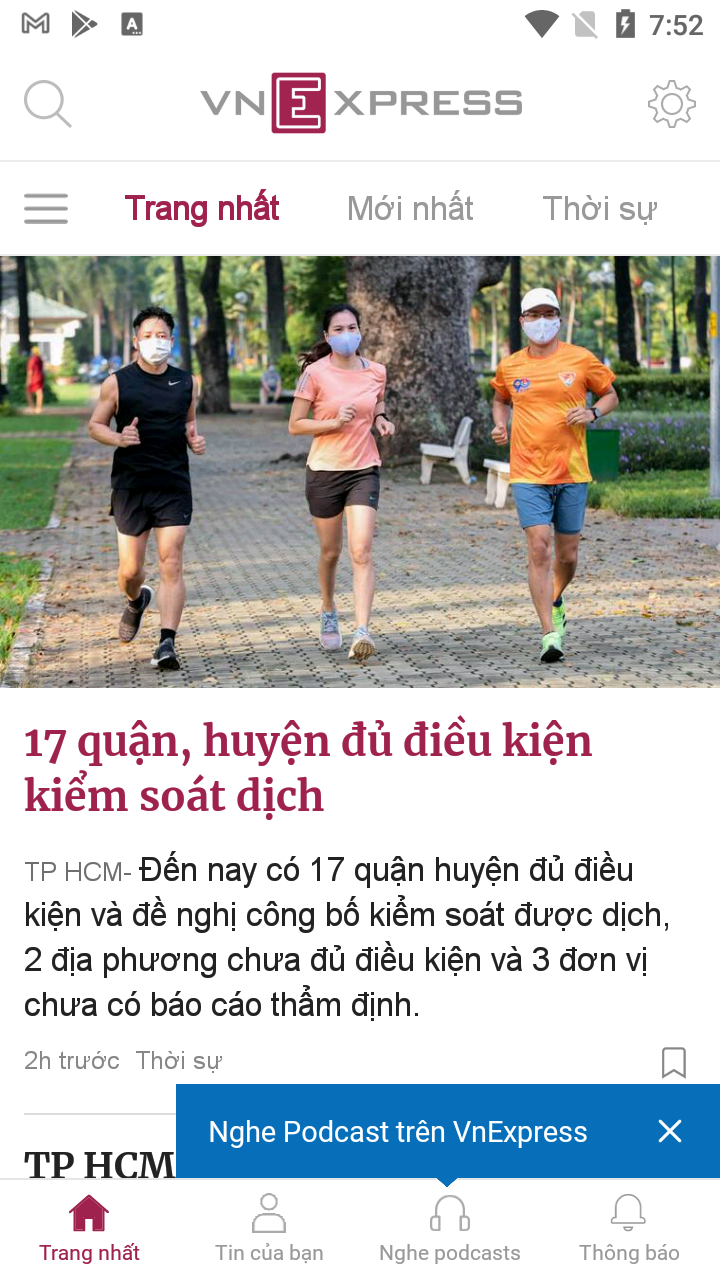 7:52
VNEXPRESS
Trang nhất
Mới nhất
Thời sự
17 quận, huyện đủ điều kiện
kiểm soát dịch
TP HCM- Đến nay có 17 quận huyện đủ điều
kiện và đề nghị công bố kiểm soát được dịch,
2 địa phương chưa đủ điều kiện và 3 đơn vị
chưa có báo cáo thẩm định.
2h trước Thời sự
Nghe Podcast trên VnExpress
TP HCM
Trang nhất
Tin của bạn
Nghe podcasts
Thông báo